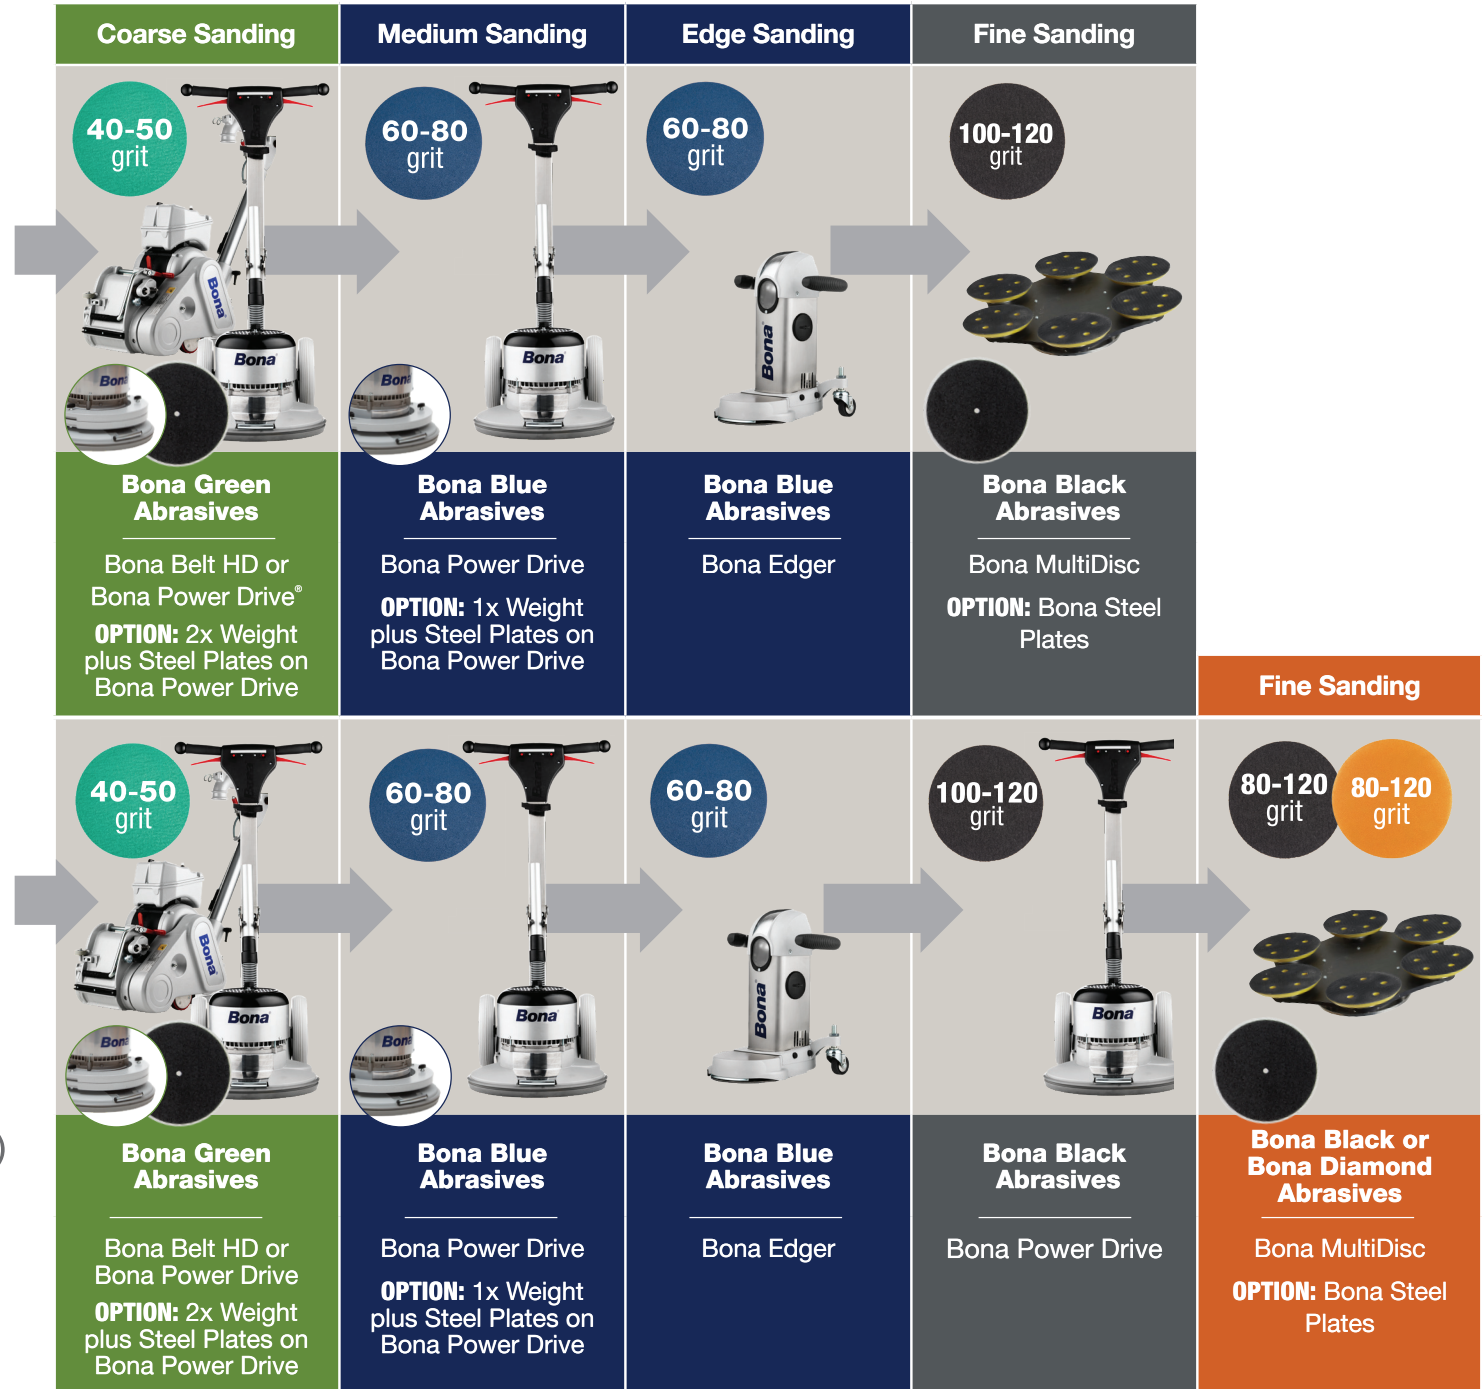 Coarse Sanding
Medium Sanding
Edge Sanding
Fine Sanding
40-50
grit
60-80
grit
60-80
grit
100-120
grit
Bona
Bona
Bona
Bona
Bona
Bona
Bona Green
Abrasives
Bona Belt HD or
Bona Power Drive®
OPTION: 2x Weight
plus Steel Plates on
Bona Power Drive
Bona Blue
Abrasives
Bona Power Drive
OPTION: 1x Weight
plus Steel Plates on
Bona Power Drive
Bona Blue
Abrasives
Bona Edger
Bona Black
Abrasives
Bona MultiDisc
OPTION: Bona Steel
Plates
Fine Sanding
40-50
grit
60-80
grit
60-80
grit
100-120
grit
80-120
grit
80-120
grit
Bona
Bona
Bona
Bona
Bona
Bona
Bona
Bona Green
Abrasives
Bona Belt HD or
Bona Power Drive
OPTION: 2x Weight
plus Steel Plates on
Bona Power Drive
Bona Blue
Abrasives
Bona Power Drive
OPTION: 1x Weight
plus Steel Plates on
Bona Power Drive
Bona Blue
Abrasives
Bona Edger
Bona Black
Abrasives
Bona Power Drive
Bona Black or
Bona Diamond
Abrasives
Bona MultiDisc
OPTION: Bona Steel
Plates